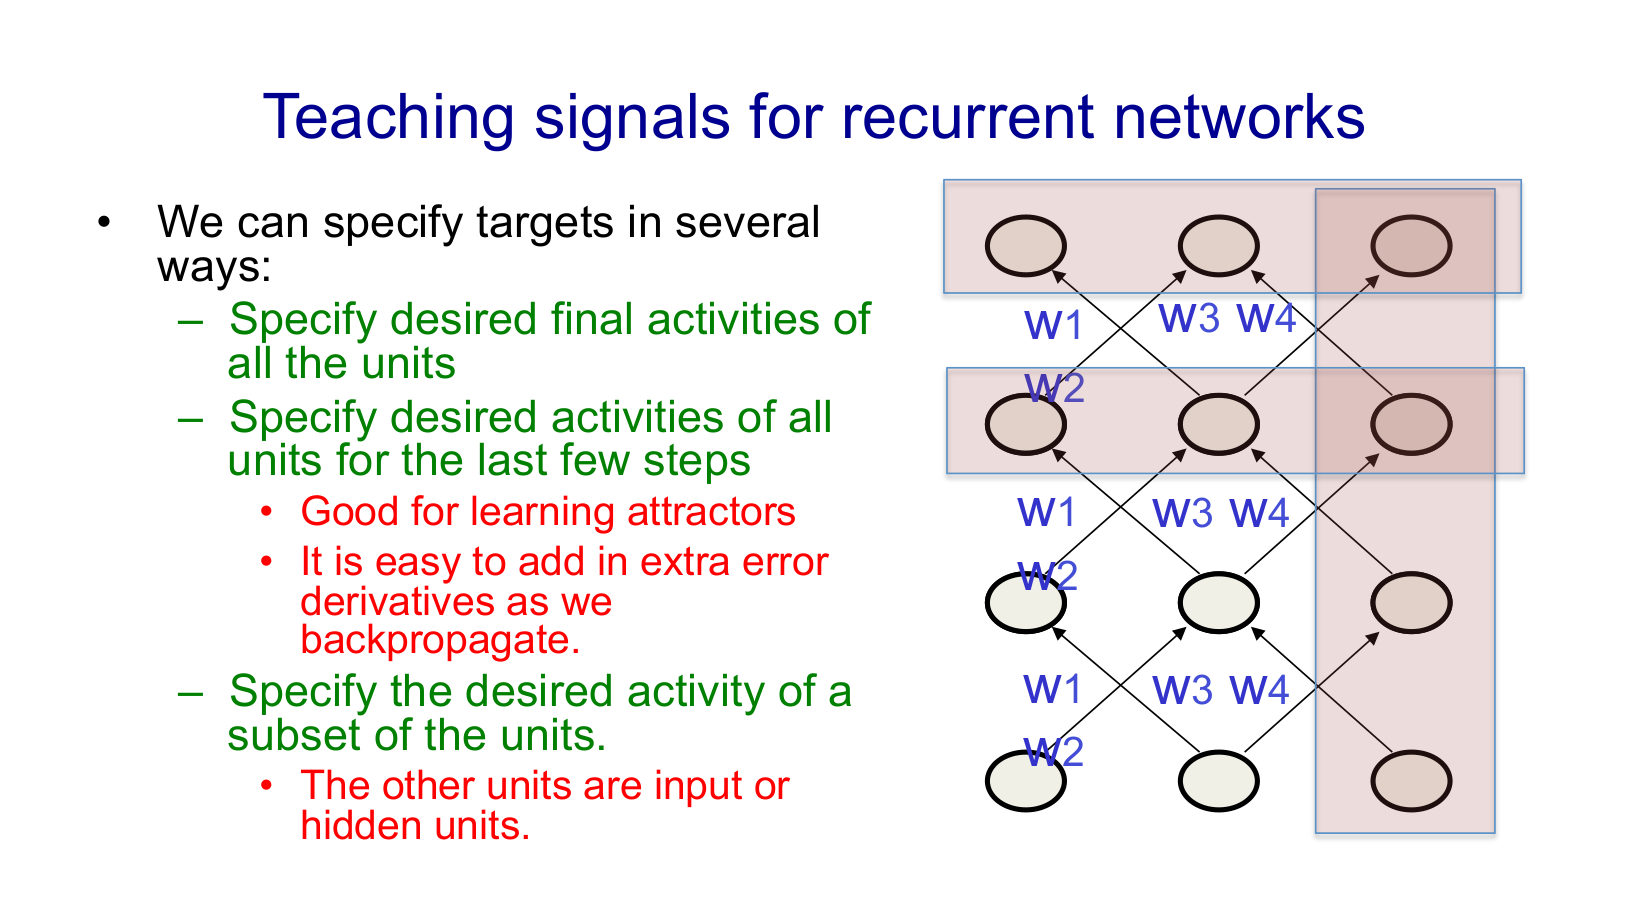 Teaching signals for recurrent networks
• We can specify targets in several
ways:
– Specify desired final activities of
all the units
– Specify desired activities of all
units for the last few steps
• Good for learning attractors
• It is easy to add in extra error
derivatives as we
backpropagate.
– Specify the desired activity of a
subset of the units.
• The other units are input or
hidden units.
w1 w3 w4
w2
w1 w3 w4
w2
w1 w3 w4
w2